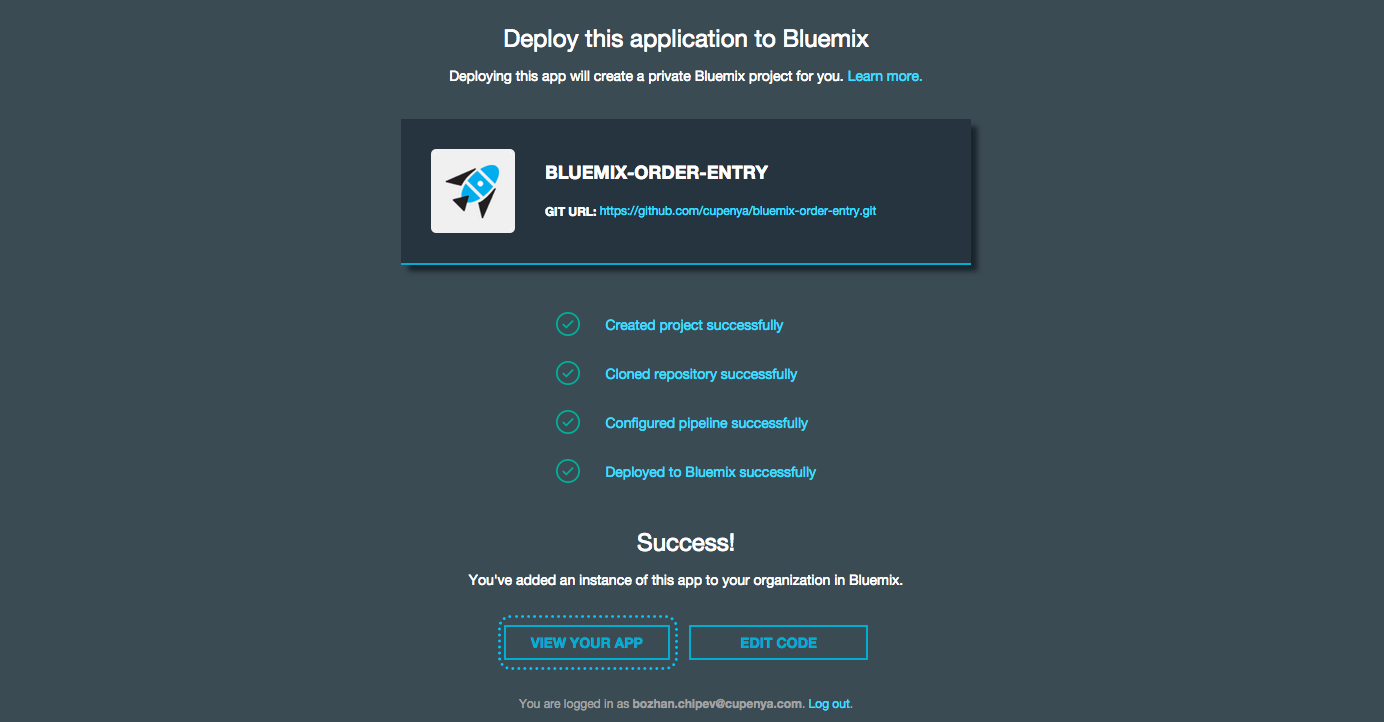 Deploy this application to Bluemix
Deploying this app will create a private Bluemix project for you. Learn more.
BLUEMIX-ORDER-ENTRY
GIT URL: https://github.com/cupenya/bluemix-order-entry.git
Created project successfully
Cloned repository successfully
Configured pipeline successfully
Deployed to Bluemix successfully
Success!
You've added an instance of this app to your organization in Bluemix.
VIEW YOUR APP EDIT CODE
You are logged in as bozhan.chipev@cupenya.com. Log out.